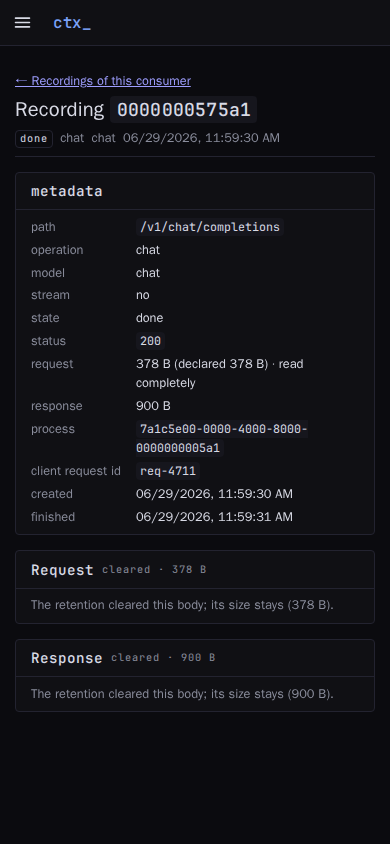 ctx_
← Recordings of this consumer
Recording 0000000575a1
done chat chat 06/29/2026, 11:59:30 AM
metadata
path /v1/chat/completions
operation chat
model chat
stream no
state done
status 200
request 378 B (declared 378 B) · read
completely
response 900 B
process 7a1c5e00-0000-4000-8000-
0000000005a1
client request id req-4711
created 06/29/2026, 11:59:30 AM
finished 06/29/2026, 11:59:31 AM
Request cleared · 378 B
The retention cleared this body; its size stays (378 B).
Response cleared · 900 B
The retention cleared this body; its size stays (900 B).